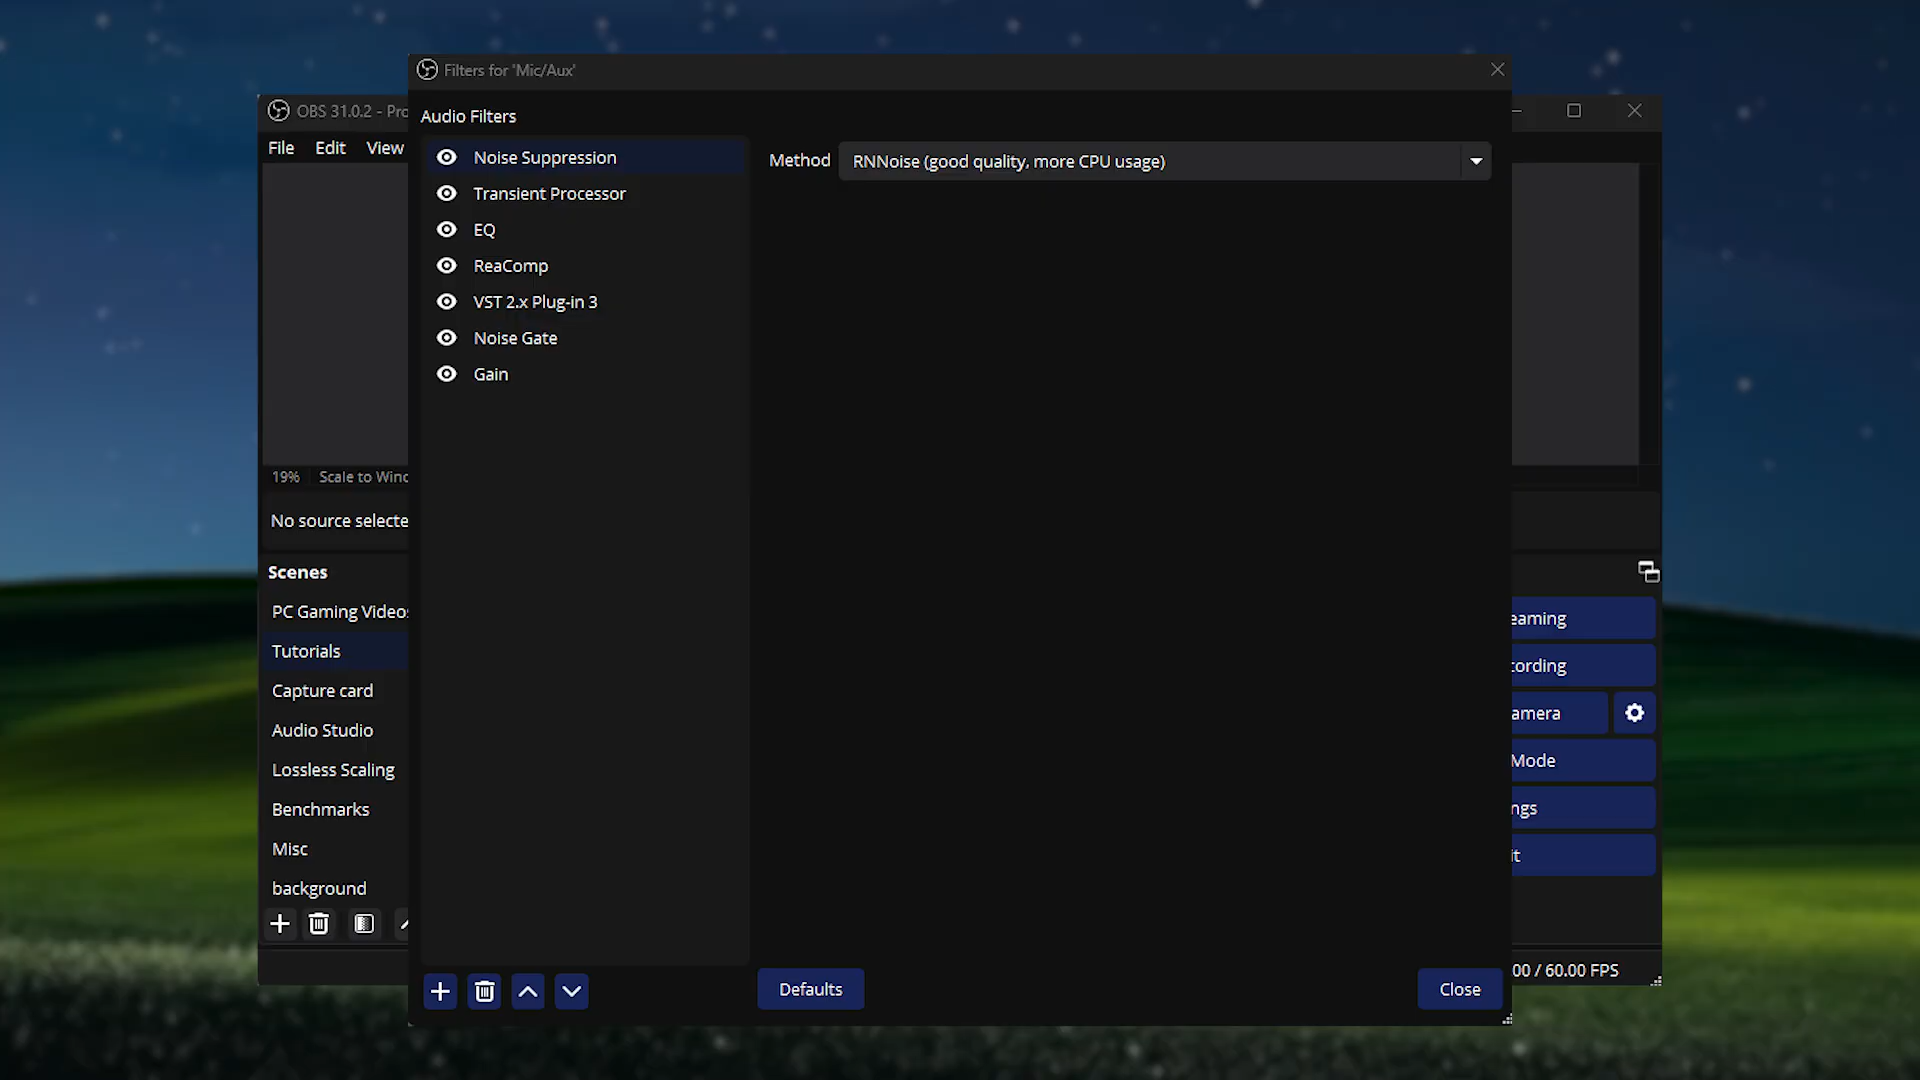 Filters for 'Mic/Aux'
Audio Filters
Noise Suppression
Transient Processor
EQ
ReaComp
VST 2.x Plug-in 3
Noise Gate
Gain
Method
RNNoise (good quality, more CPU usage)
Defaults
Close
OBS 31.0.2 - Pro
File Edit View
19% Scale to Wind
No source selecte
Scenes
PC Gaming Videos
Tutorials
Capture card
Audio Studio
Lossless Scaling
Benchmarks
Misc
background
eaming
cording
amera
Mode
ngs
it
00 / 60.00 FPS